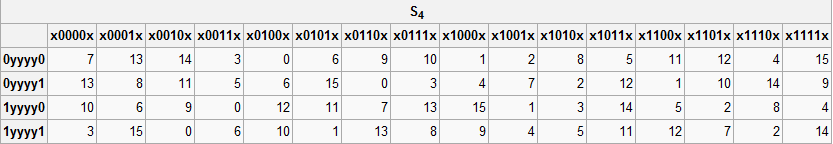 S4
x0000x x0001x x0010x x0011x x0100x x0101x x0110x x0111x x1000x x1001x x1010x x1011x x1100x x1101x x1110x x1111x
0yyyy0 7 13 14 3 0 6 9 10 1 2 8 5 11 12 4 15
0yyyy1 13 8 11 5 6 15 0 3 4 7 2 12 1 10 14 9
1yyyy0 10 6 9 0 12 11 7 13 15 1 3 14 5 2 8 4
1yyyy1 3 15 0 6 10 1 13 8 9 4 5 11 12 7 2 14